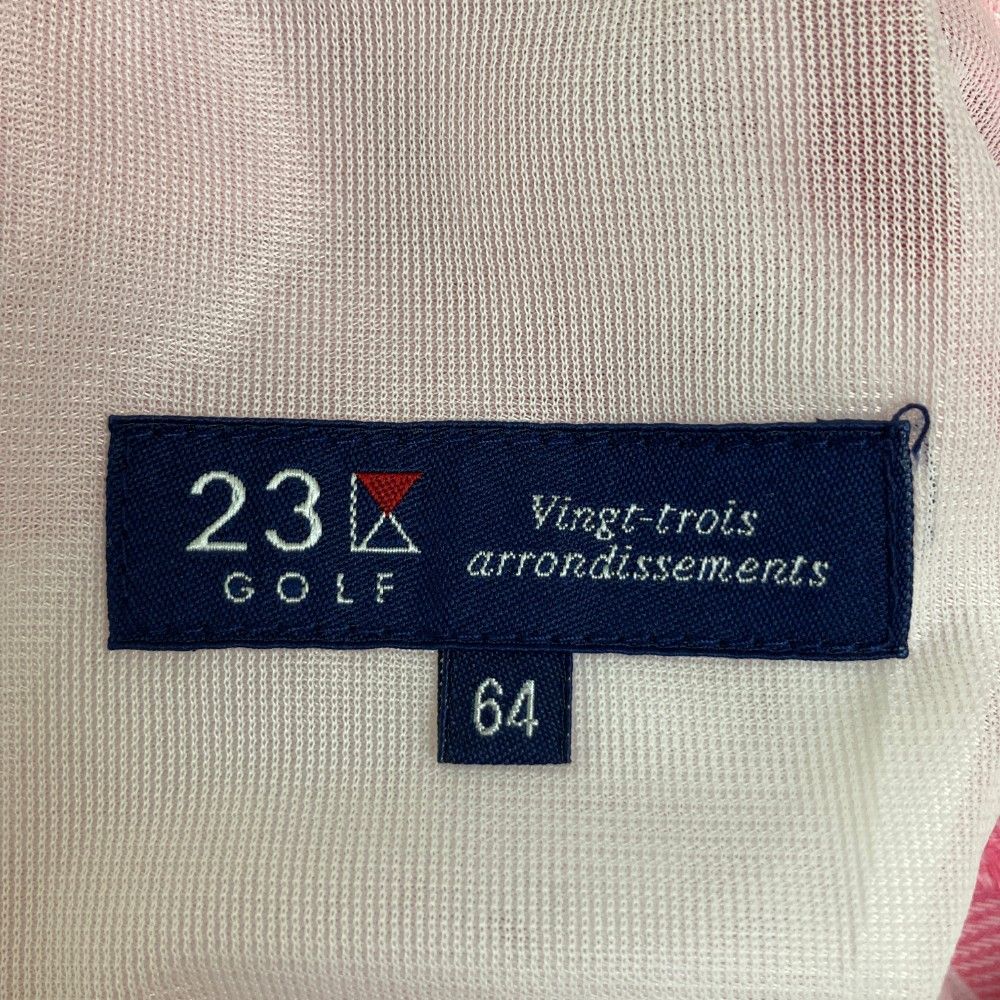 23
GOLF
Vingt-trois
arrondissements
64